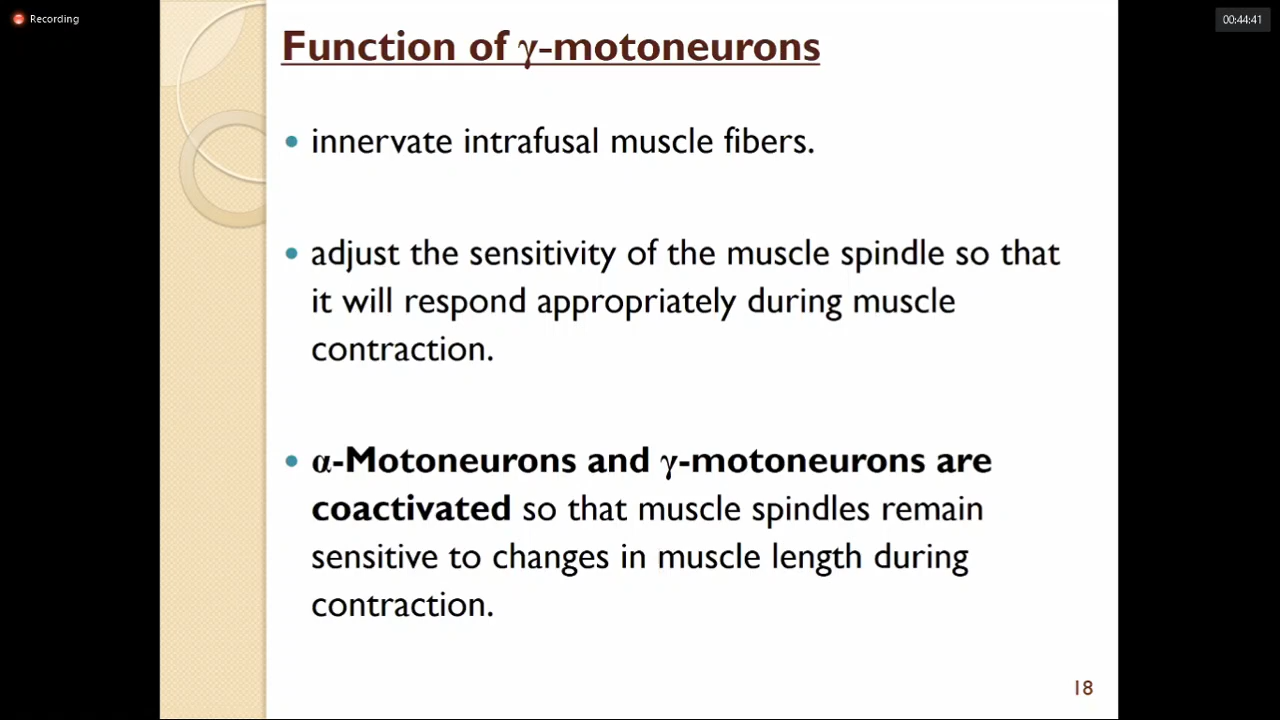 Recording
00:44:41
Function of γ-motoneurons
• innervate intrafusal muscle fibers.
• adjust the sensitivity of the muscle spindle so that
it will respond appropriately during muscle
contraction.
• α-Motoneurons and γ-motoneurons are
coactivated so that muscle spindles remain
sensitive to changes in muscle length during
contraction.
18